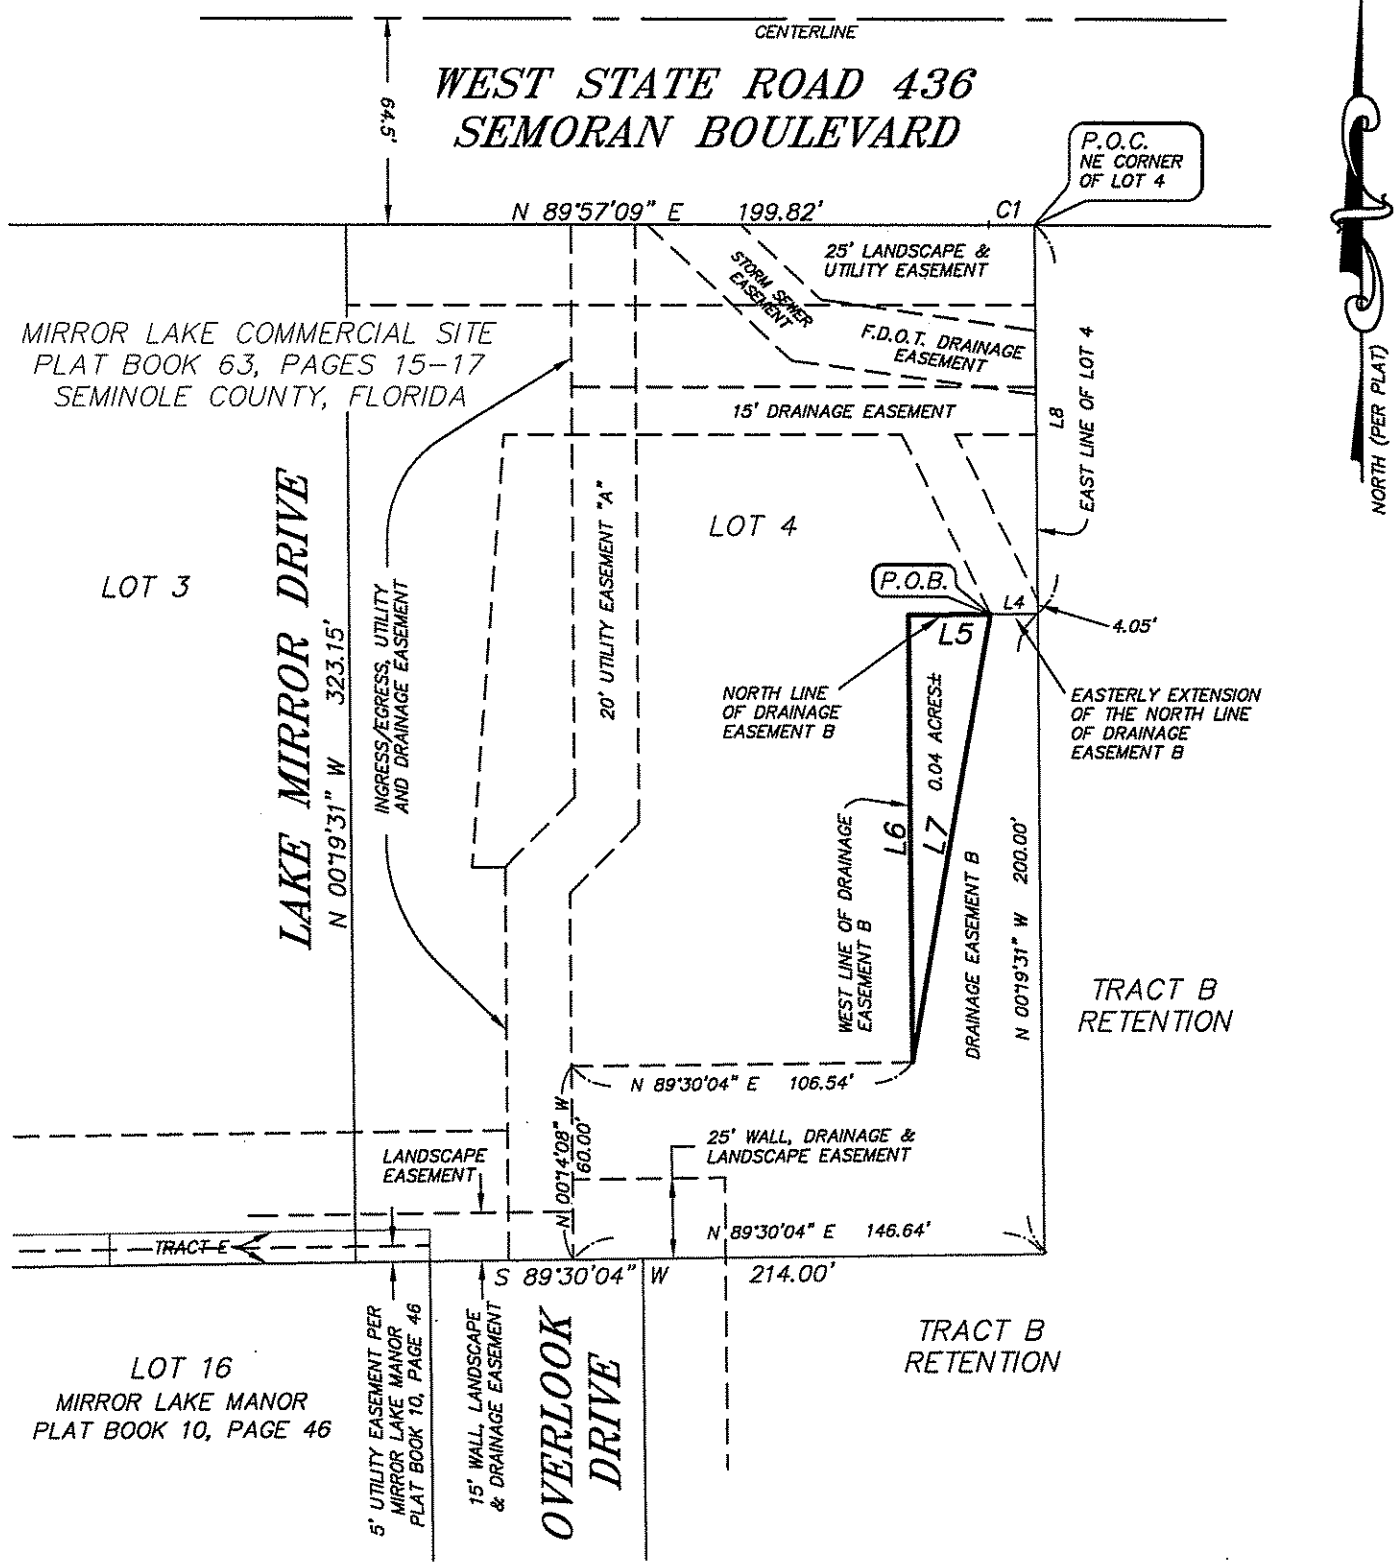 CENTERLINE
WEST STATE ROAD 436
SEMORAN BOULEVARD
64.5'
P.O.C.
NE CORNER
OF LOT 4
N 89°57'09" E 199.82' C1
25' LANDSCAPE &
UTILITY EASEMENT
STORM SEWER
EASEMENT
F.D.O.T. DRAINAGE
EASEMENT
15' DRAINAGE EASEMENT
MIRROR LAKE COMMERCIAL SITE
PLAT BOOK 63, PAGES 15-17
SEMINOLE COUNTY, FLORIDA
NORTH (PER PLAT)
L8
EAST LINE OF LOT 4
LOT 3
LAKE MIRROR DRIVE
N 00°19'31" W 323.15'
INGRESS/EGRESS, UTILITY
AND DRAINAGE EASEMENT
20' UTILITY EASEMENT "A"
LOT 4
P.O.B.
L4
4.05'
L5
NORTH LINE
OF DRAINAGE
EASEMENT B
EASTERLY EXTENSION
OF THE NORTH LINE
OF DRAINAGE
EASEMENT B
0.04 ACRES±
L6
L7
WEST LINE OF DRAINAGE
EASEMENT B
DRAINAGE EASEMENT B
N 00°19'31" W 200.00'
TRACT B
RETENTION
N 89°30'04" E 106.54'
N 00°14'08" W
60.00'
25' WALL, DRAINAGE &
LANDSCAPE EASEMENT
LANDSCAPE
EASEMENT
N 89°30'04" E 146.64'
TRACT E
S 89°30'04" W 214.00'
5' UTILITY EASEMENT PER
MIRROR LAKE MANOR
PLAT BOOK 10, PAGE 46
15' WALL, LANDSCAPE
& DRAINAGE EASEMENT
OVERLOOK
DRIVE
TRACT B
RETENTION
LOT 16
MIRROR LAKE MANOR
PLAT BOOK 10, PAGE 46